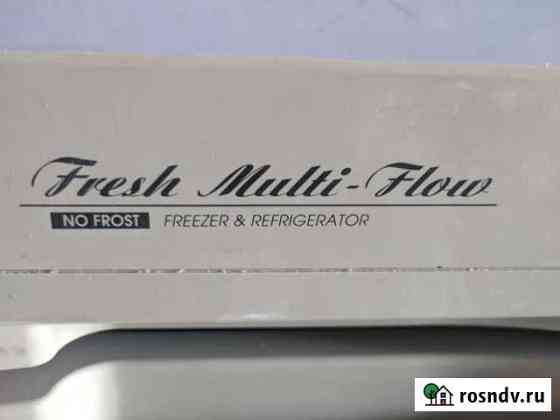 Fresh Multi-Flow
NO FROST FREEZER & REFRIGERATOR
rosndv.ru